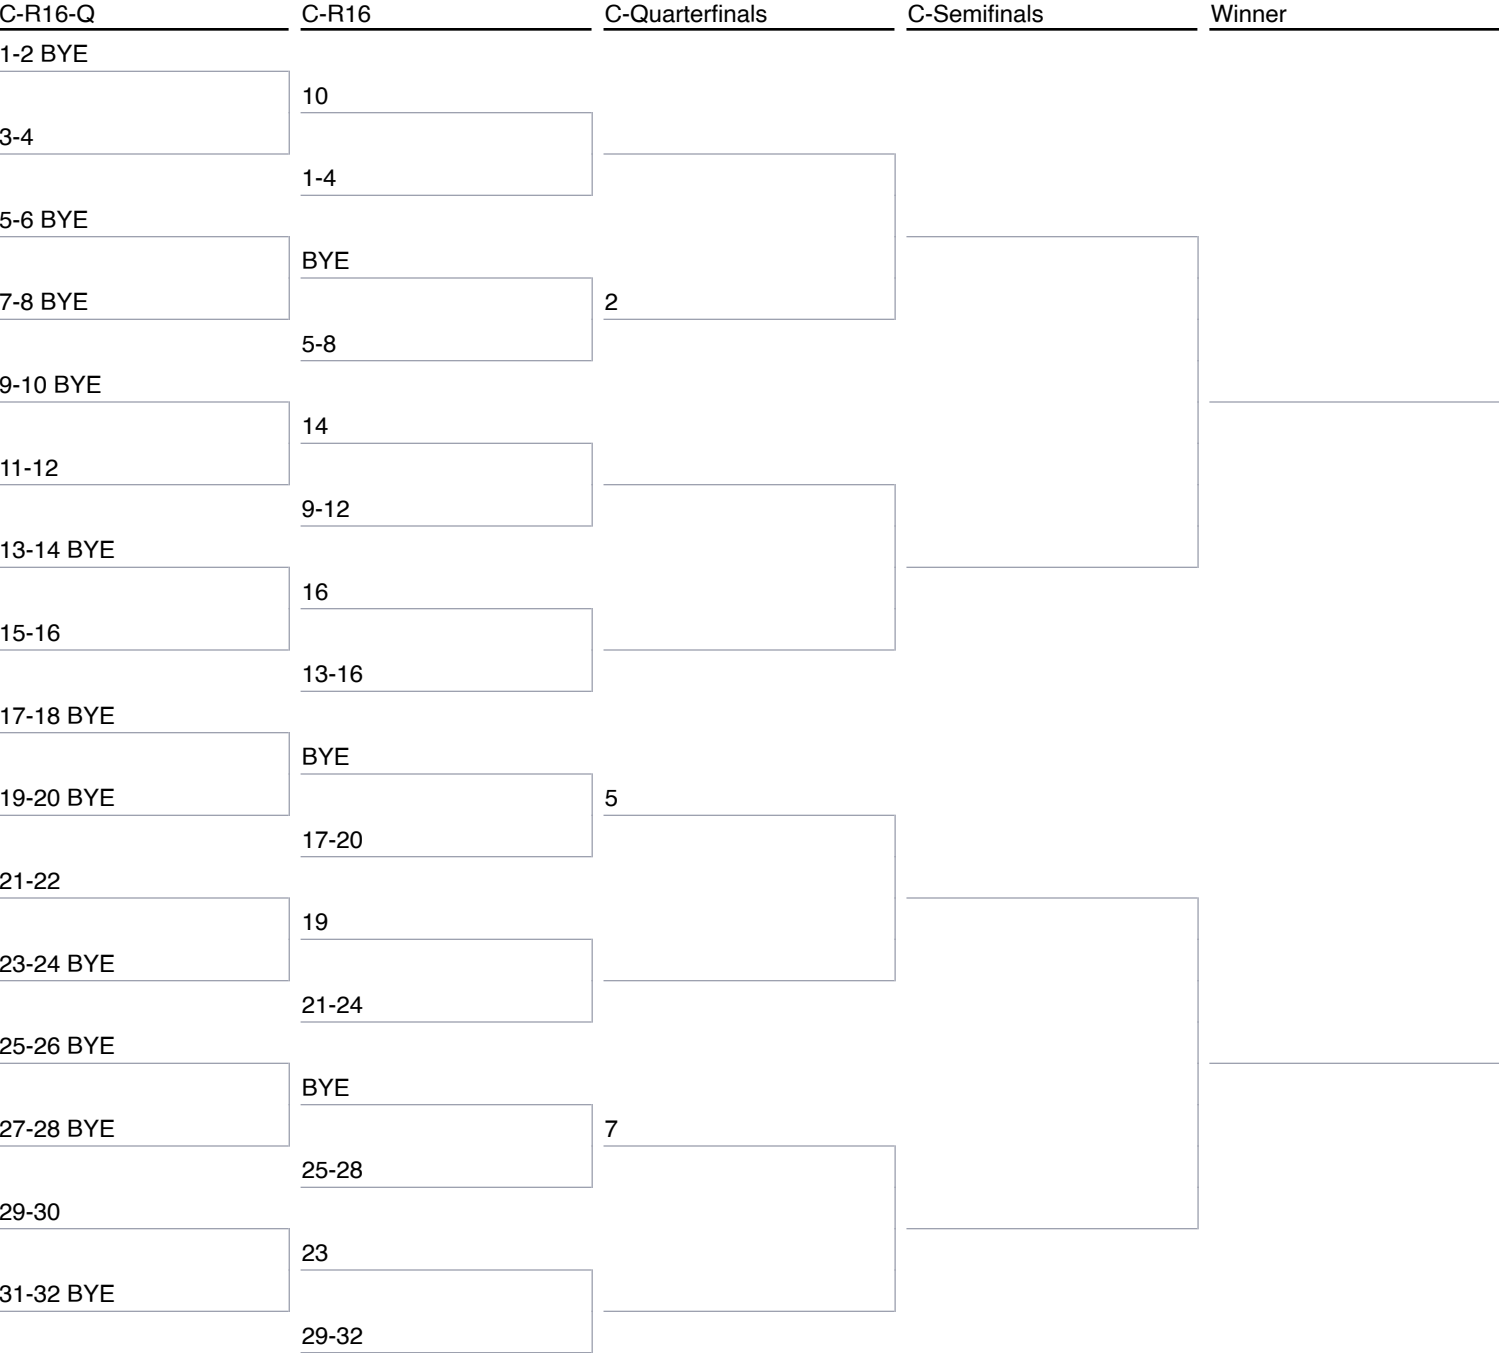 C-R16-Q C-R16 C-Quarterfinals C-Semifinals Winner
1-2 BYE
10
3-4
1-4
5-6 BYE
BYE
7-8 BYE 2
5-8
9-10 BYE
14
11-12
9-12
13-14 BYE
16
15-16
13-16
17-18 BYE
BYE
19-20 BYE 5
17-20
21-22
19
23-24 BYE
21-24
25-26 BYE
BYE
27-28 BYE 7
25-28
29-30
23
31-32 BYE
29-32